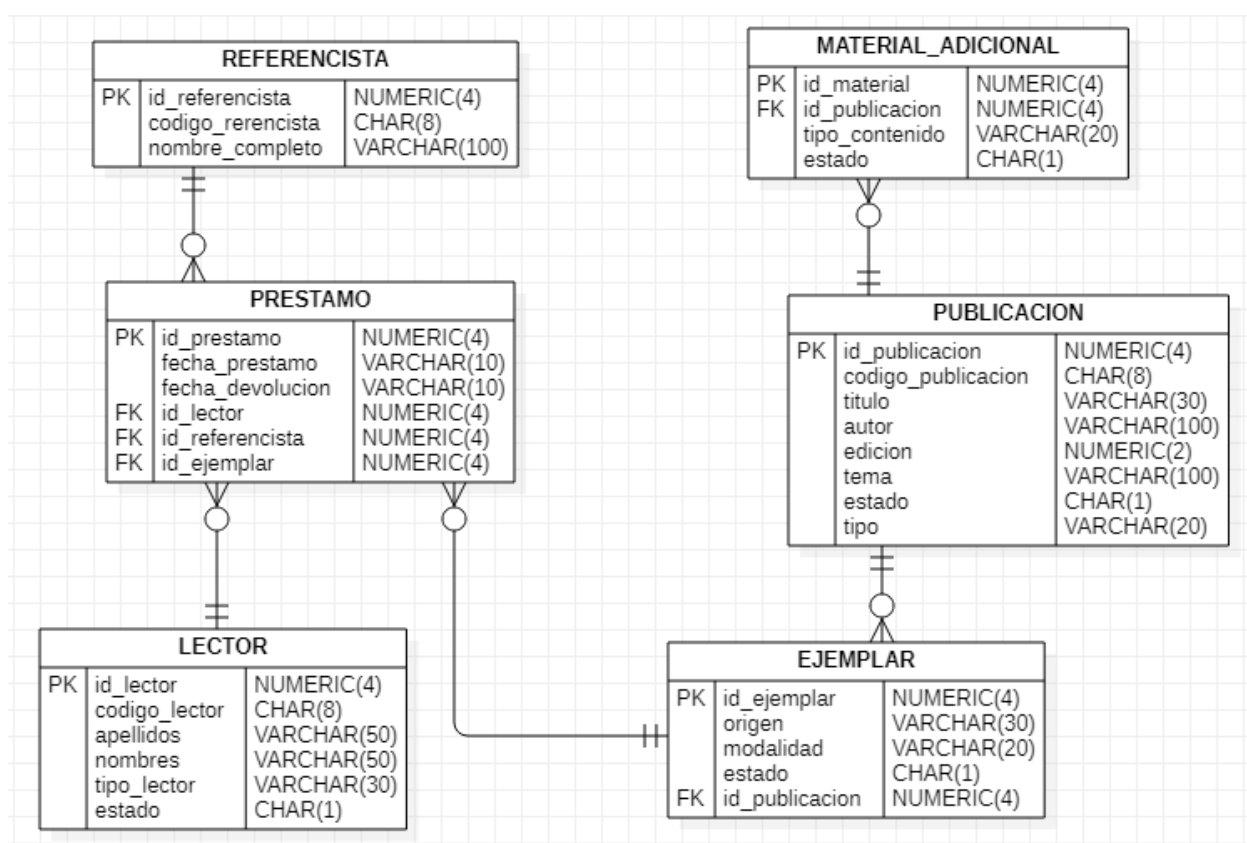 REFERENCISTA
PK id_referencista NUMERIC(4)
codigo_rerencista CHAR(8)
nombre_completo VARCHAR(100)
MATERIAL_ADICIONAL
PK id_material NUMERIC(4)
FK id_publicacion NUMERIC(4)
tipo_contenido VARCHAR(20)
estado CHAR(1)
PRESTAMO
PK id_prestamo NUMERIC(4)
fecha_prestamo VARCHAR(10)
fecha_devolucion VARCHAR(10)
FK id_lector NUMERIC(4)
FK id_referencista NUMERIC(4)
FK id_ejemplar NUMERIC(4)
PUBLICACION
PK id_publicacion NUMERIC(4)
codigo_publicacion CHAR(8)
titulo VARCHAR(30)
autor VARCHAR(100)
edicion NUMERIC(2)
tema VARCHAR(100)
estado CHAR(1)
tipo VARCHAR(20)
LECTOR
PK id_lector NUMERIC(4)
codigo_lector CHAR(8)
apellidos VARCHAR(50)
nombres VARCHAR(50)
tipo_lector VARCHAR(30)
estado CHAR(1)
EJEMPLAR
PK id_ejemplar NUMERIC(4)
origen VARCHAR(30)
modalidad VARCHAR(20)
estado CHAR(1)
FK id_publicacion NUMERIC(4)